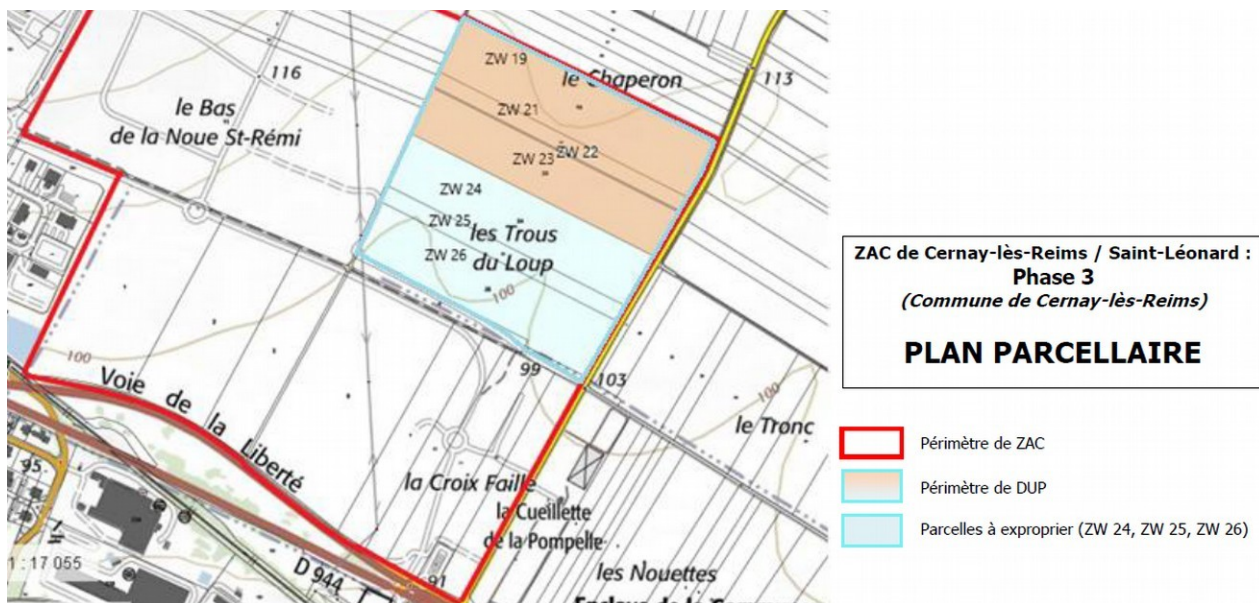 ZW 19
le Chaperon
113
116
le Bas
de la Noue St-Rémi
ZW 21
ZW 22
ZW 23
ZW 24
ZW 25
les Trous
du Loup
ZW 26
100
100
Voie de la Liberté
99
103
100
le Tronc
95
la Croix Faille
la Cueillette
de la Pompelle
1 : 17 055
D 944
91
les Nouettes
ZAC de Cernay-lès-Reims / Saint-Léonard :
Phase 3
(Commune de Cernay-lès-Reims)
PLAN PARCELLAIRE
Périmètre de ZAC
Périmètre de DUP
Parcelles à exproprier (ZW 24, ZW 25, ZW 26)